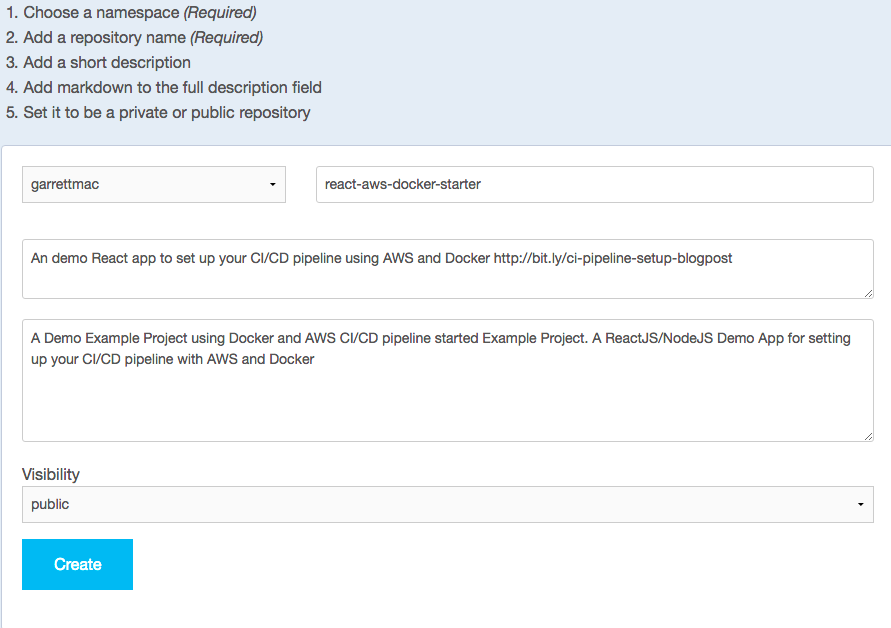 1. Choose a namespace (Required)
2. Add a repository name (Required)
3. Add a short description
4. Add markdown to the full description field
5. Set it to be a private or public repository
garrettmac
react-aws-docker-starter
An demo React app to set up your CI/CD pipeline using AWS and Docker http://bit.ly/ci-pipeline-setup-blogpost
A Demo Example Project using Docker and AWS CI/CD pipeline started Example Project. A ReactJS/NodeJS Demo App for setting
up your CI/CD pipeline with AWS and Docker
Visibility
public
Create